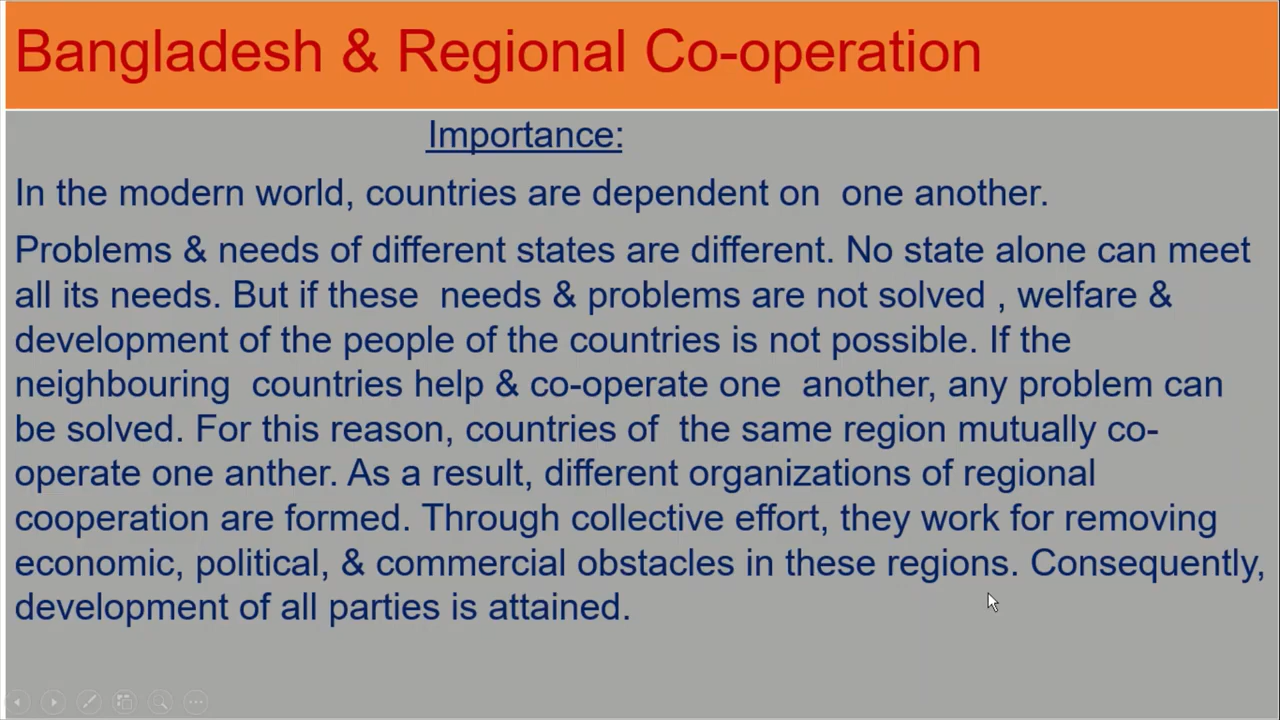 Bangladesh & Regional Co-operation
Importance:
In the modern world, countries are dependent on one another.
Problems & needs of different states are different. No state alone can meet
all its needs. But if these needs & problems are not solved , welfare &
development of the people of the countries is not possible. If the
neighbouring countries help & co-operate one another, any problem can
be solved. For this reason, countries of the same region mutually co-
operate one anther. As a result, different organizations of regional
cooperation are formed. Through collective effort, they work for removing
economic, political, & commercial obstacles in these regions. Consequently,
development of all parties is attained.